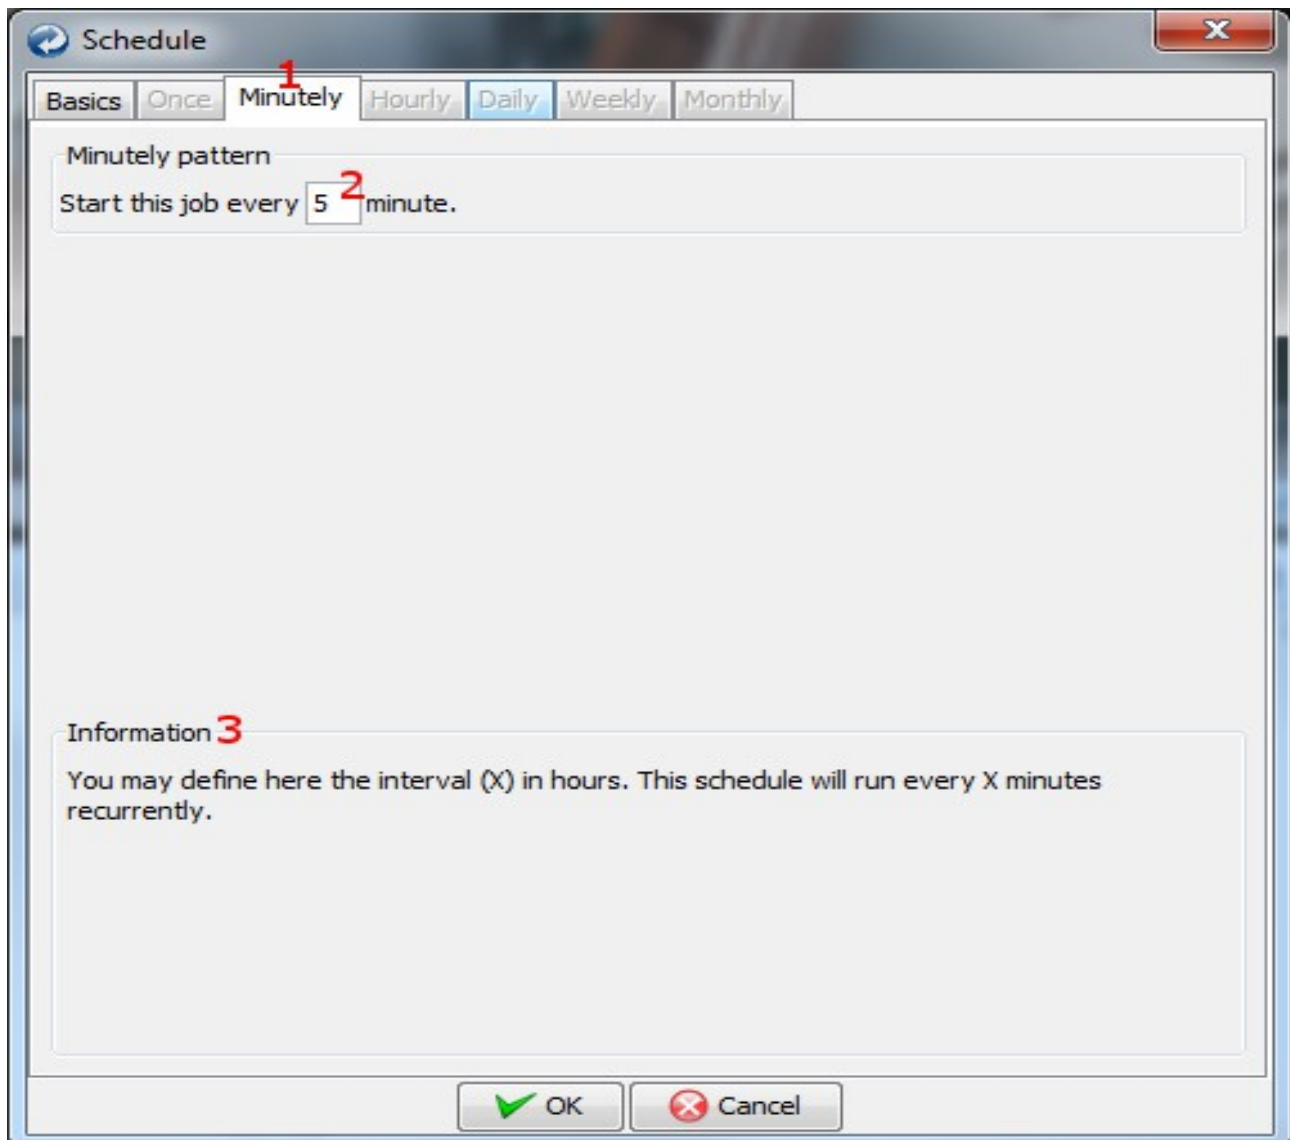 Schedule
1
Basics Once Minutely Hourly Daily Weekly Monthly
Minutely pattern
Start this job every 5 2 minute.
Information 3
You may define here the interval (X) in hours. This schedule will run every X minutes
recurrently.
OK Cancel